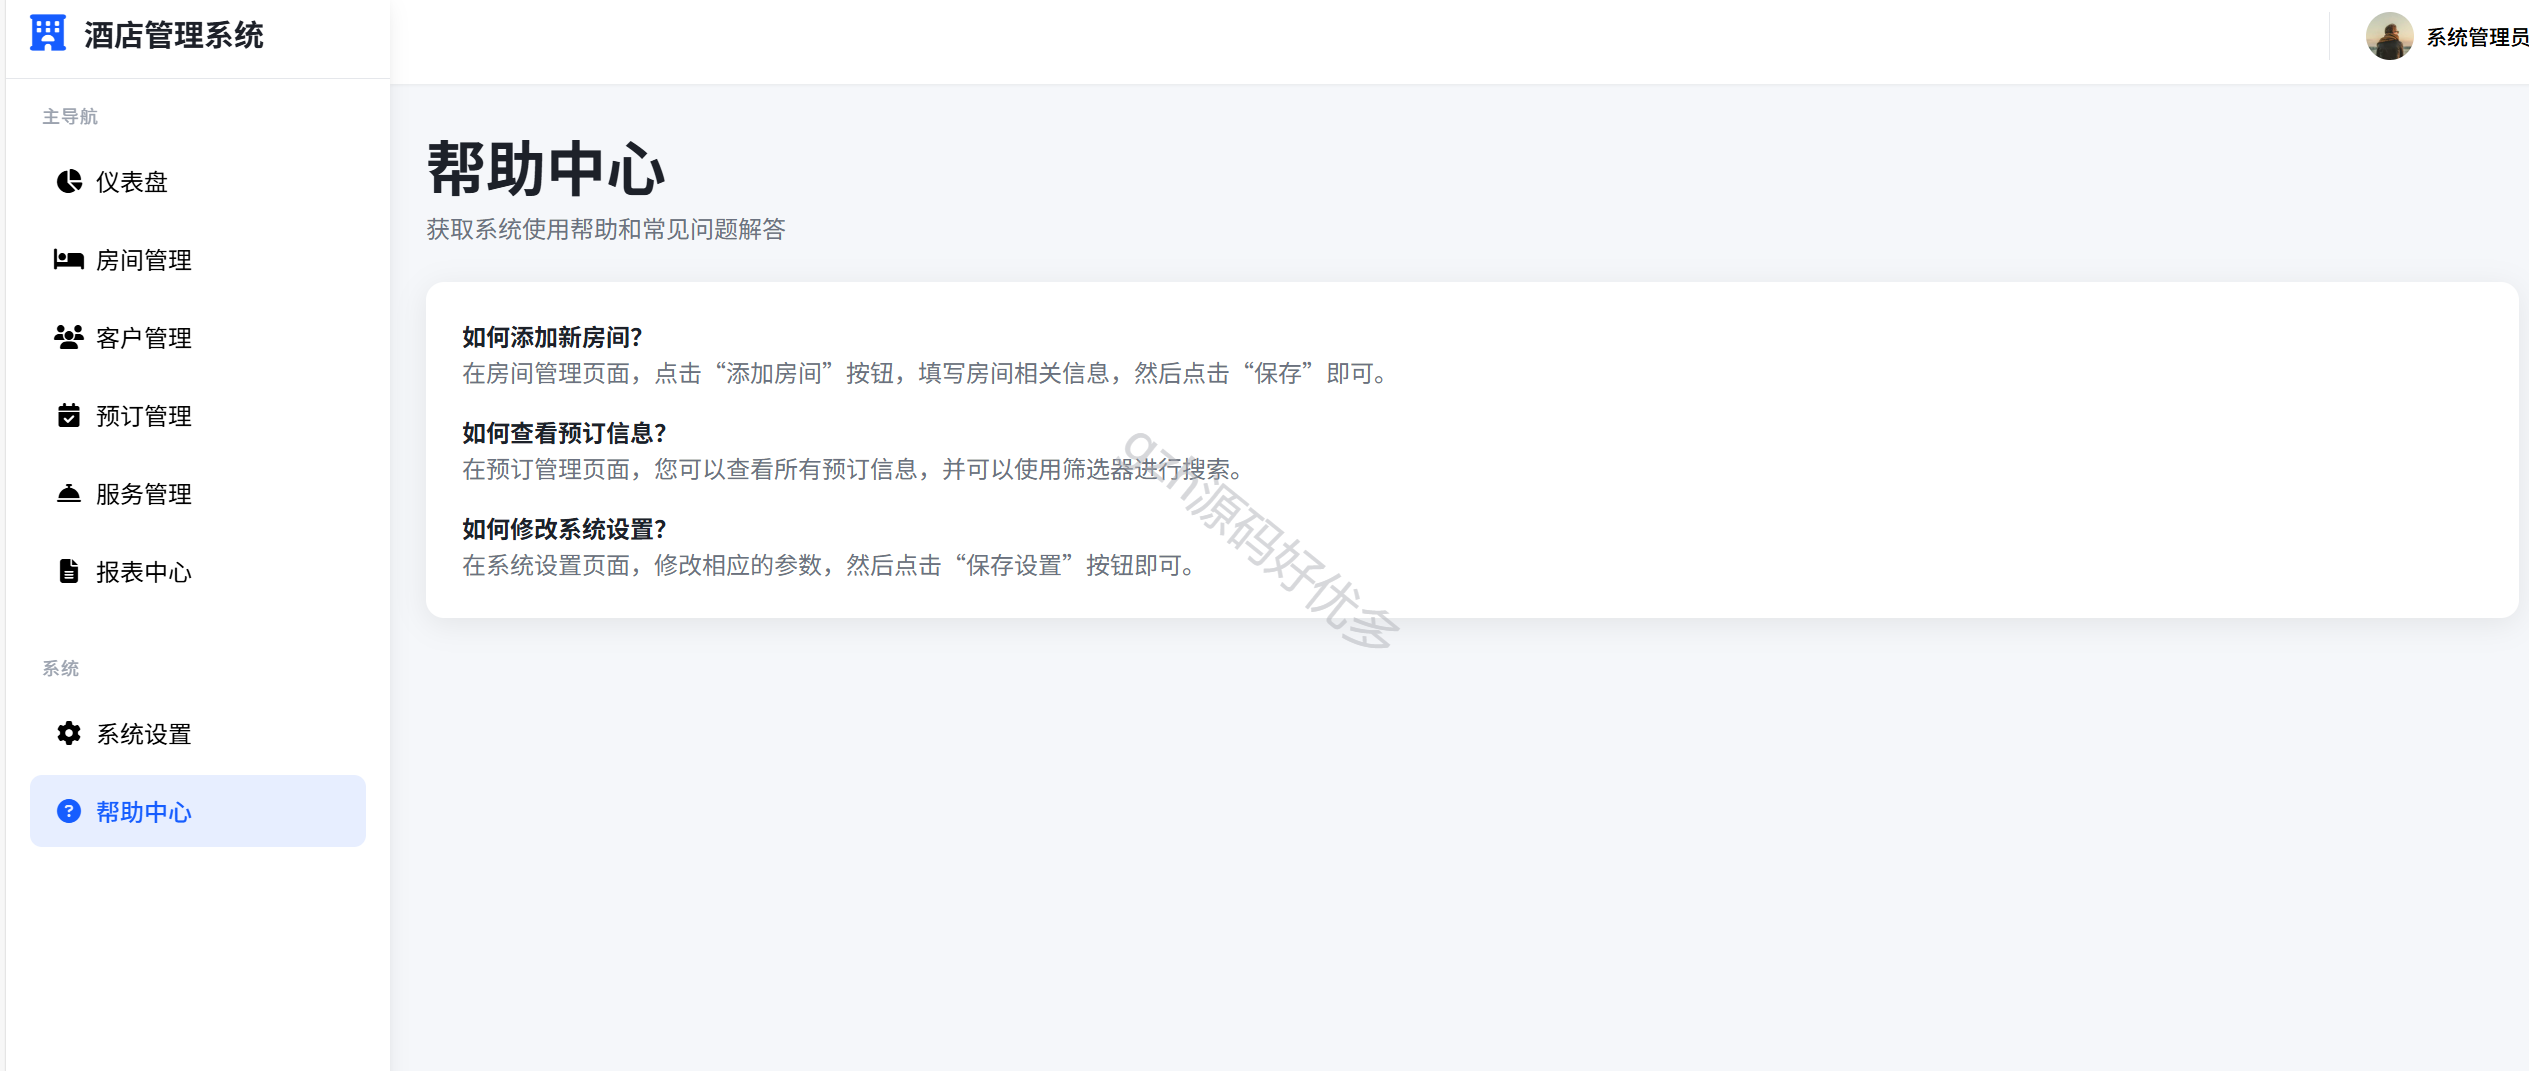 酒店管理系统
系统管理员
主导航
仪表盘
房间管理
客户管理
预订管理
服务管理
报表中心
系统
系统设置
帮助中心
帮助中心
获取系统使用帮助和常见问题解答
如何添加新房间?
在房间管理页面，点击“添加房间”按钮，填写房间相关信息，然后点击“保存”即可。
如何查看预订信息?
在预订管理页面，您可以查看所有预订信息，并可以使用筛选器进行搜索。
如何修改系统设置?
在系统设置页面，修改相应的参数，然后点击“保存设置”按钮即可。
gzh源码好优多